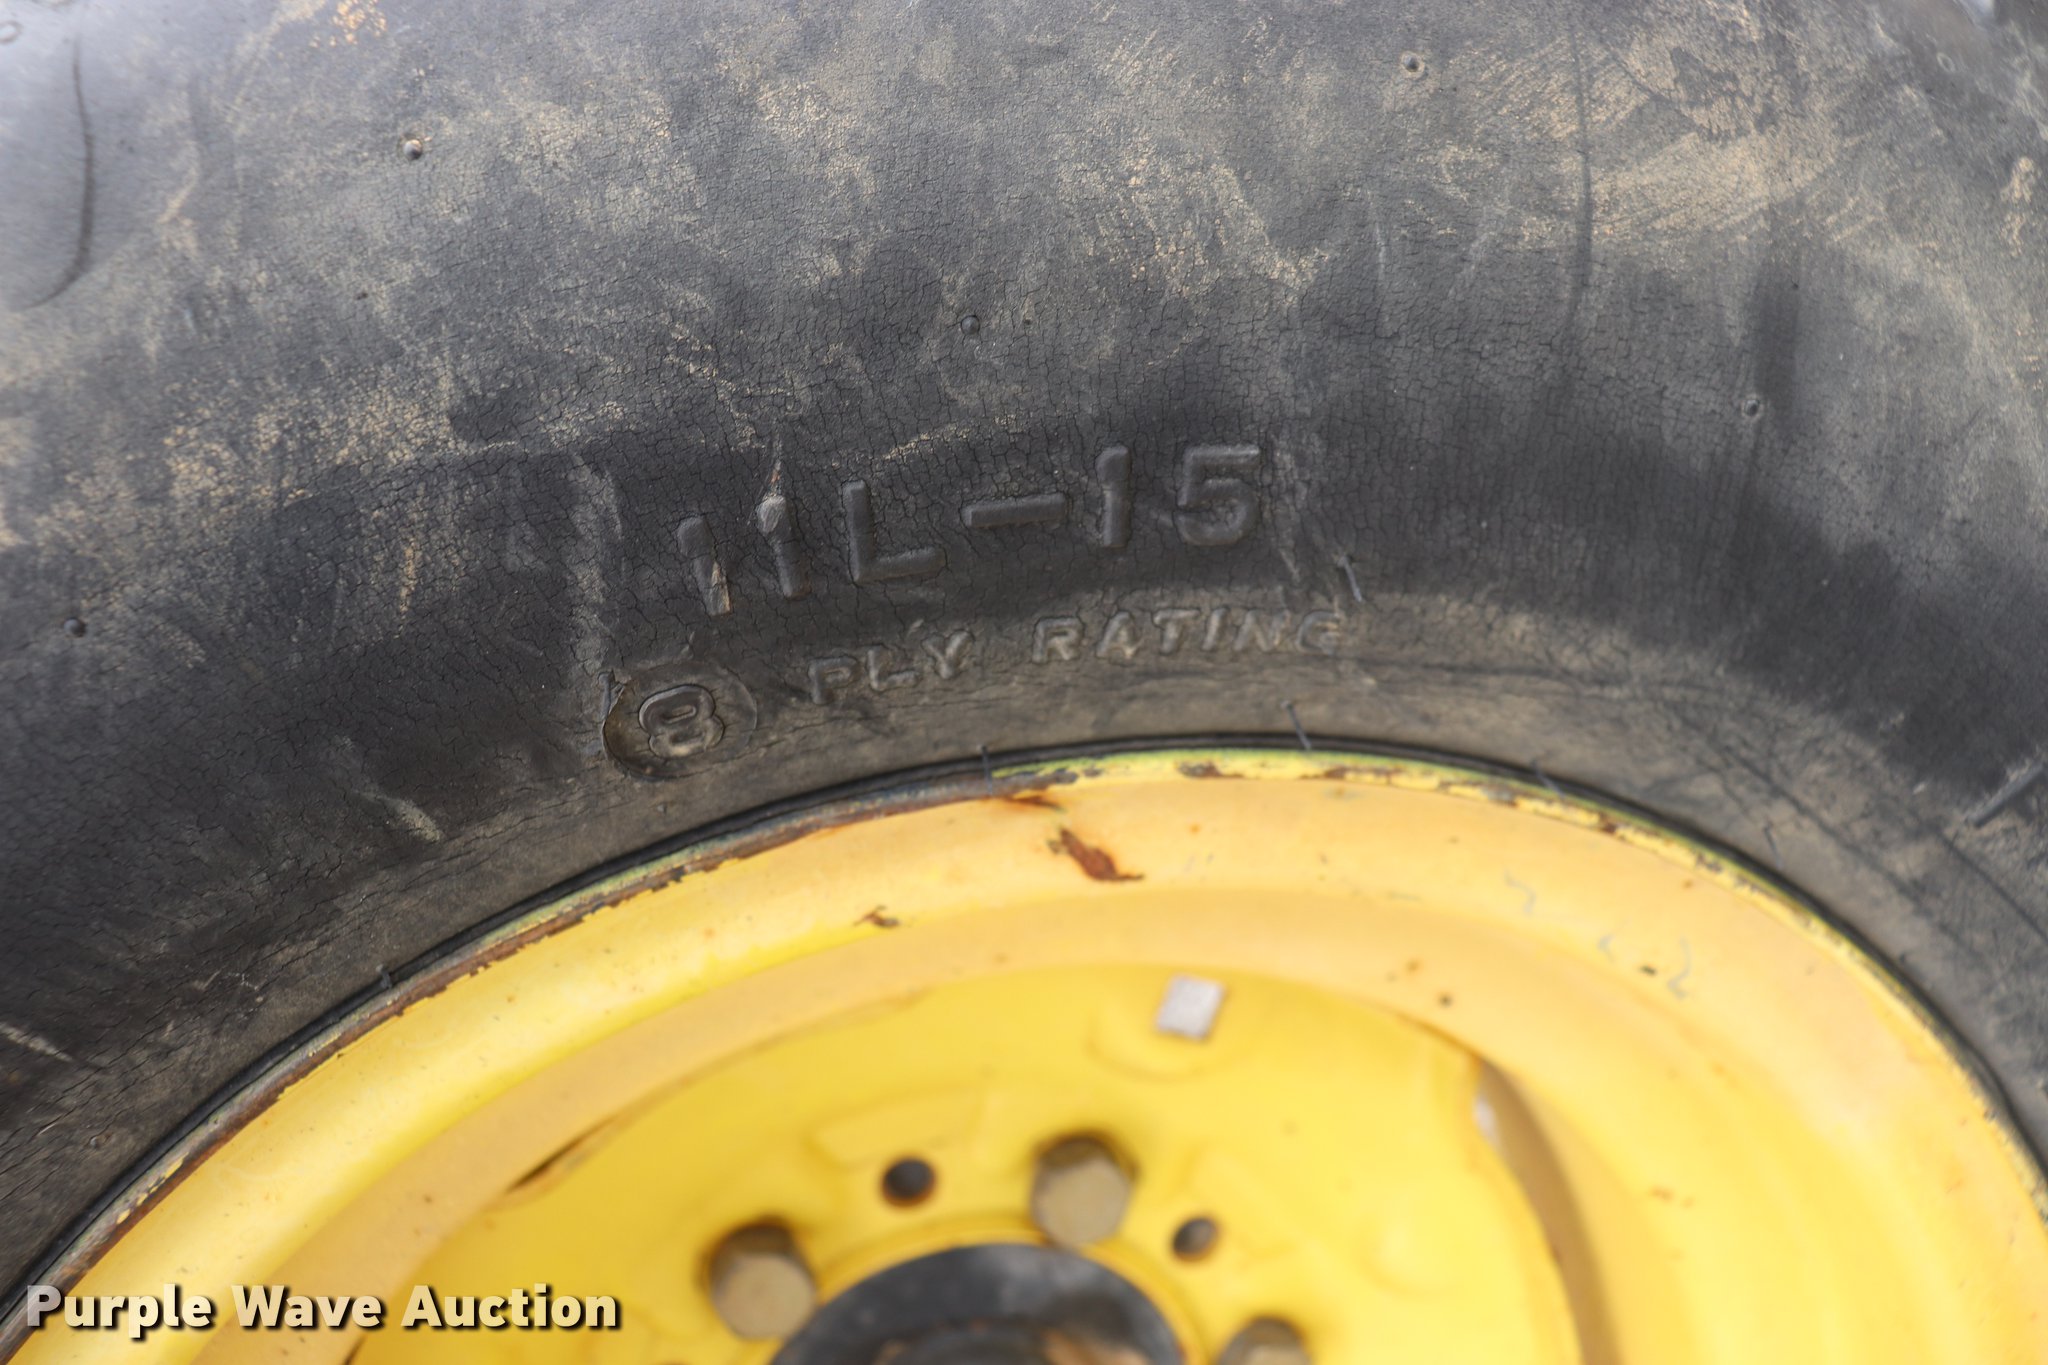 11L-15
8 PLY RATING
Purple Wave Auction